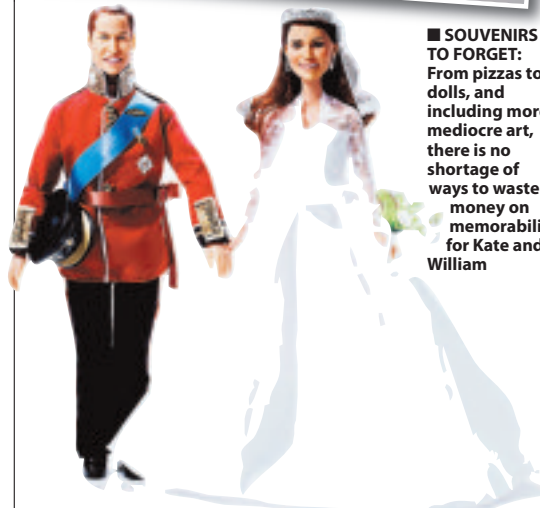 ■ SOUVENIRS
TO FORGET:
From pizzas to
dolls, and
including more
mediocre art,
there is no
shortage of
ways to waste
money on
memorabili
for Kate and
William